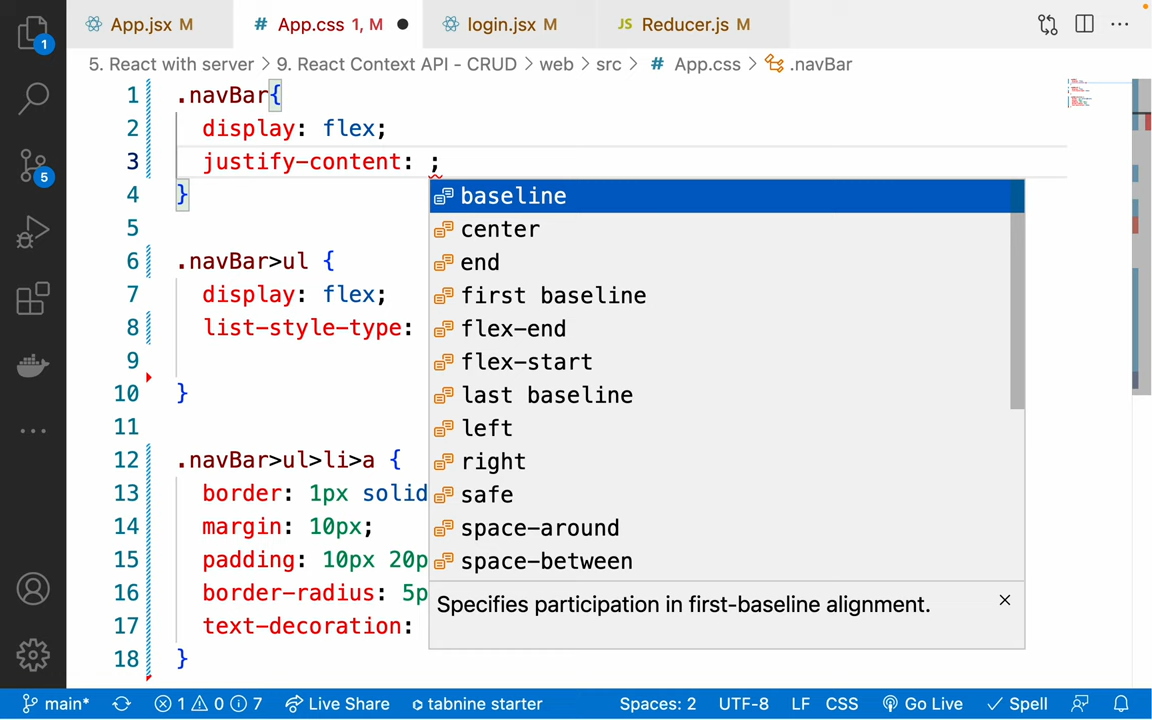 App.jsx M
# App.css 1, M
login.jsx M
JS Reducer.js M
5. React with server > 9. React Context API - CRUD > web > src > # App.css > .navBar
1 .navBar{
2 display: flex;
3 justify-content: ;
4 }
5
6 .navBar>ul {
7 display: flex;
8 list-style-type:
9
10 }
11
12 .navBar>ul>li>a {
13 border: 1px solid
14 margin: 10px;
15 padding: 10px 20p
16 border-radius: 5p
17 text-decoration:
18 }
baseline
center
end
first baseline
flex-end
flex-start
last baseline
left
right
safe
space-around
space-between
Specifies participation in first-baseline alignment.
1
5
main* 1 0 7 Live Share tabnine starter Spaces: 2 UTF-8 LF CSS Go Live Spell